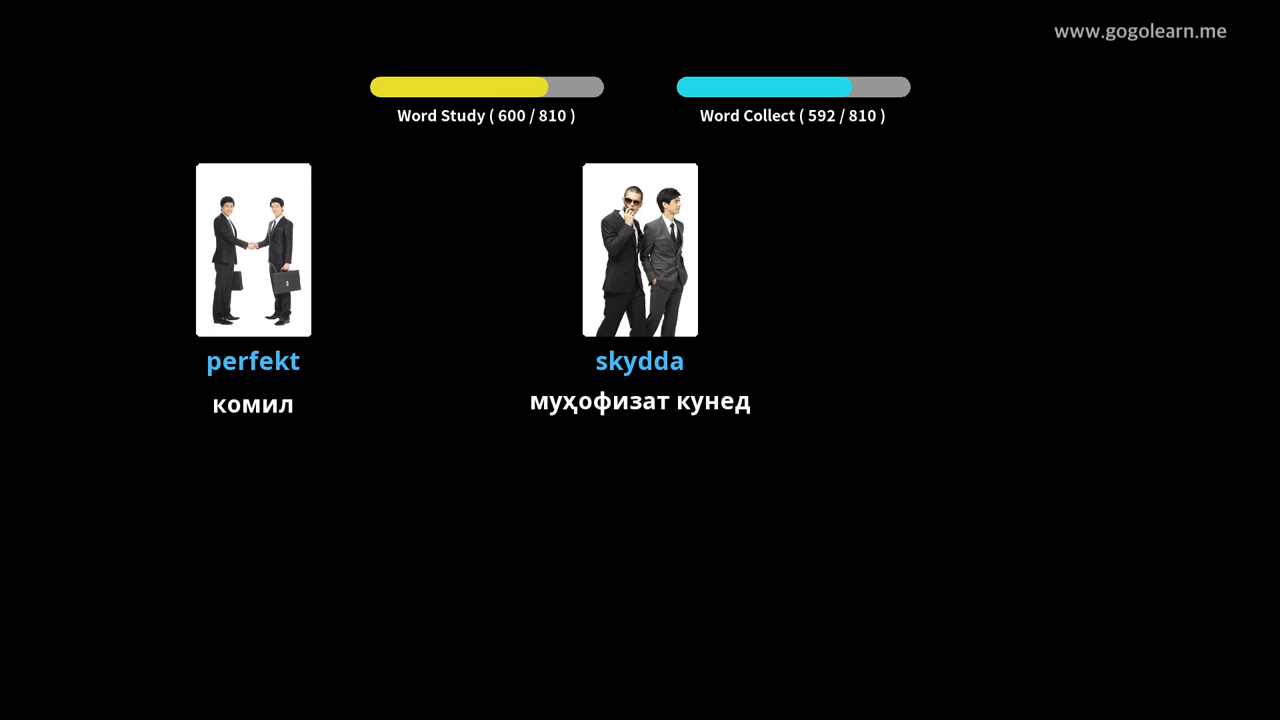 www.gogolearn.me
Word Study ( 600 / 810 )
Word Collect ( 592 / 810 )
perfekt
skydda
комил
муҳофизат кунед